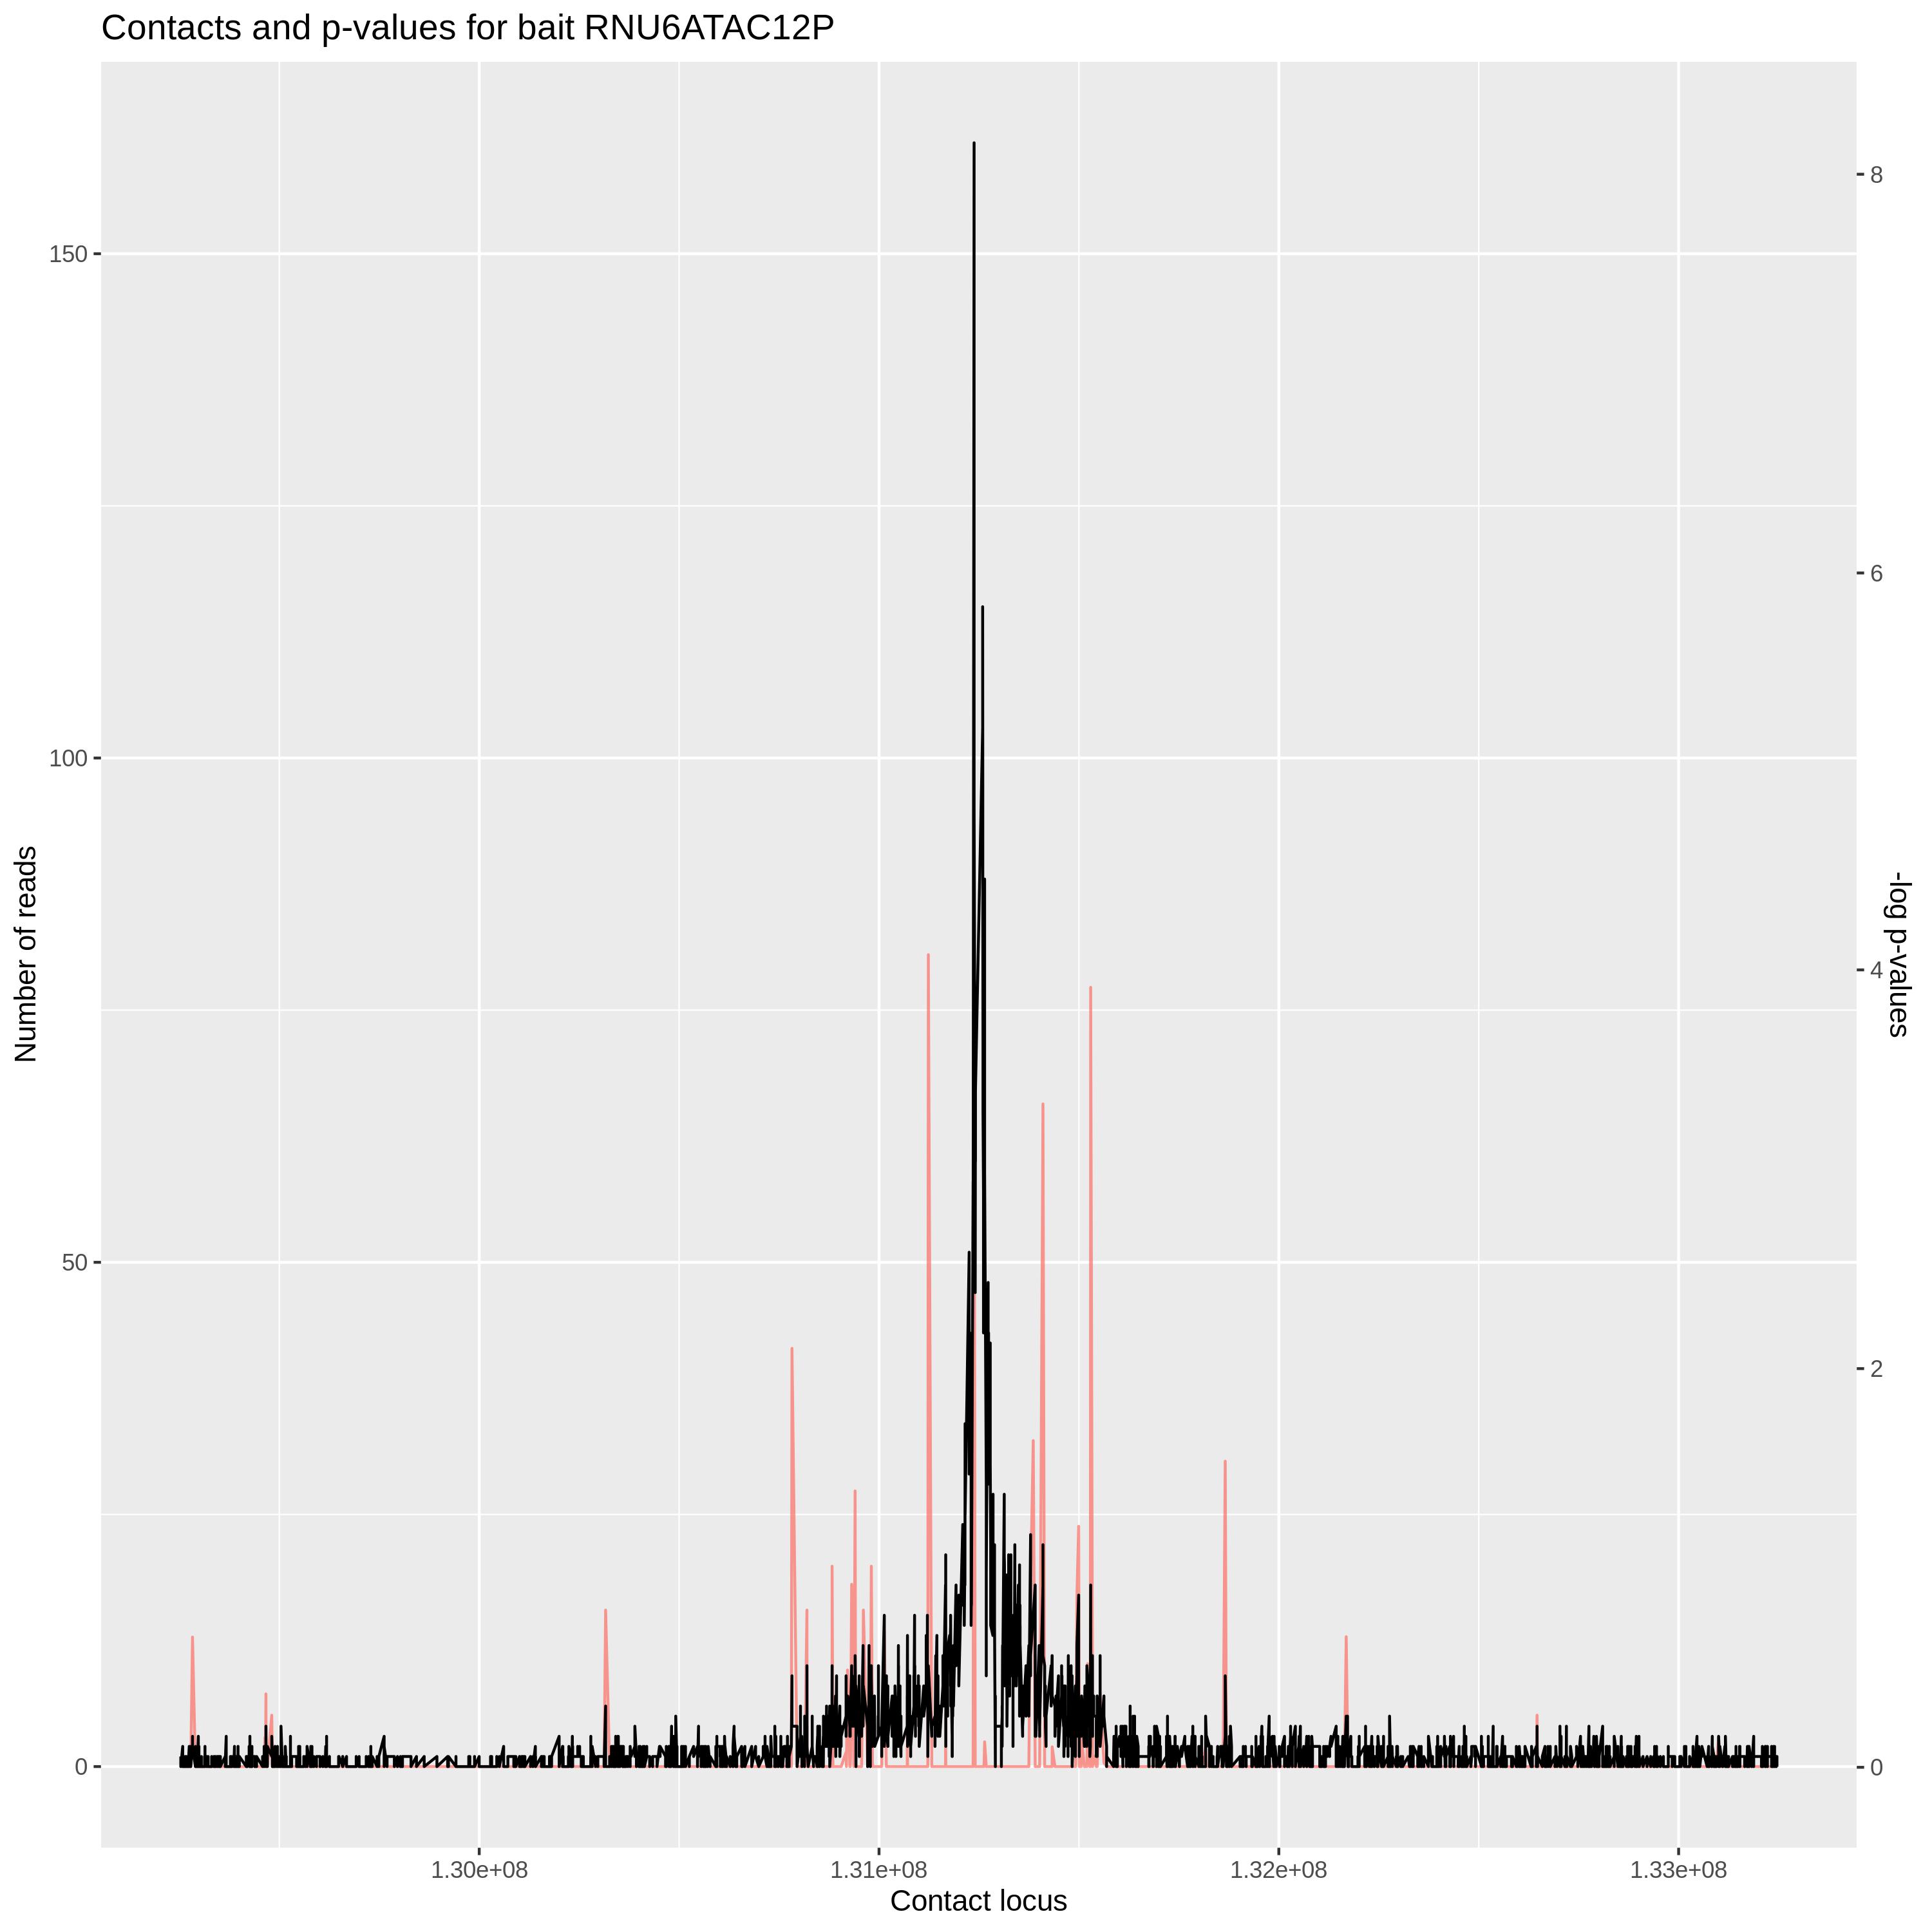 Contacts and p-values for bait RNU6ATAC12P
150
100
50
0
Number of reads
8
6
4
2
0
-log p-values
1.30e+08
1.31e+08
1.32e+08
1.33e+08
Contact locus